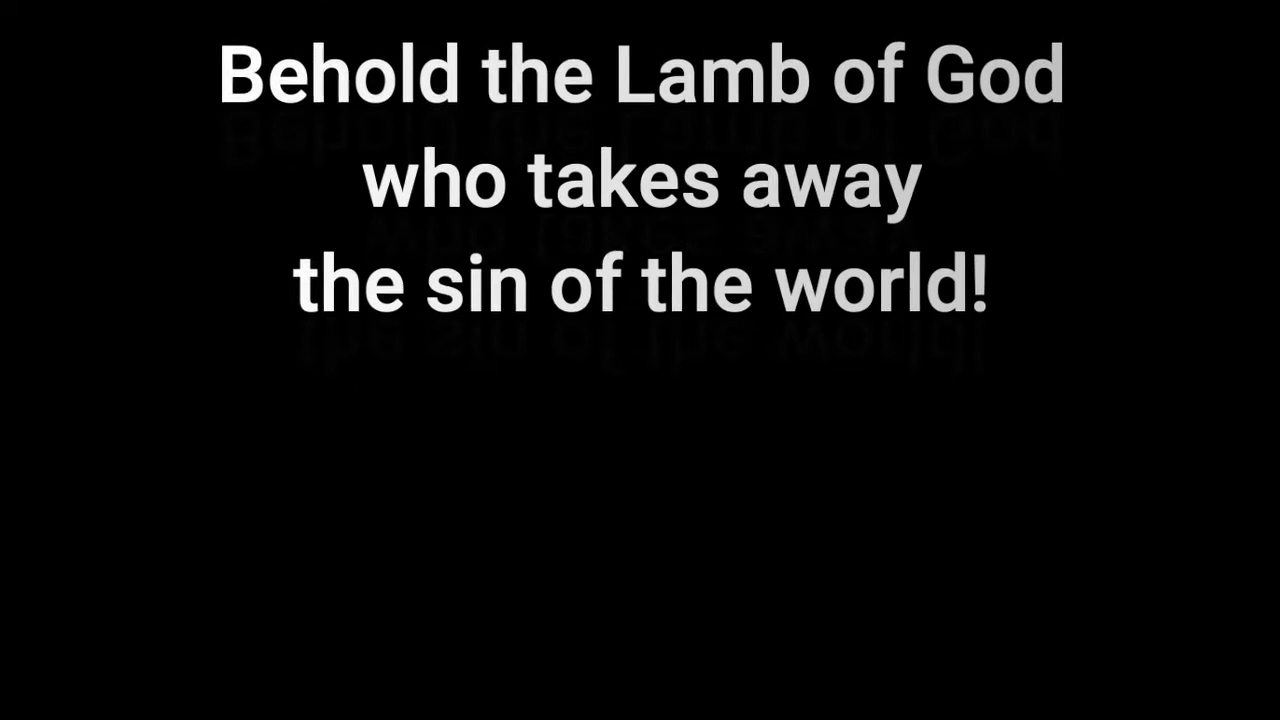 Behold the Lamb of God
who takes away
the sin of the world!